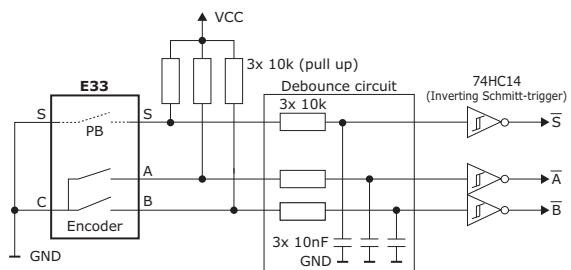 VCC
3x 10k (pull up)
E33
Debounce circuit
74HC14
(Inverting Schmitt-trigger)
3x 10k
S
S
S
PB
A
A
C
B
B
Encoder
3x 10nF
GND
GND